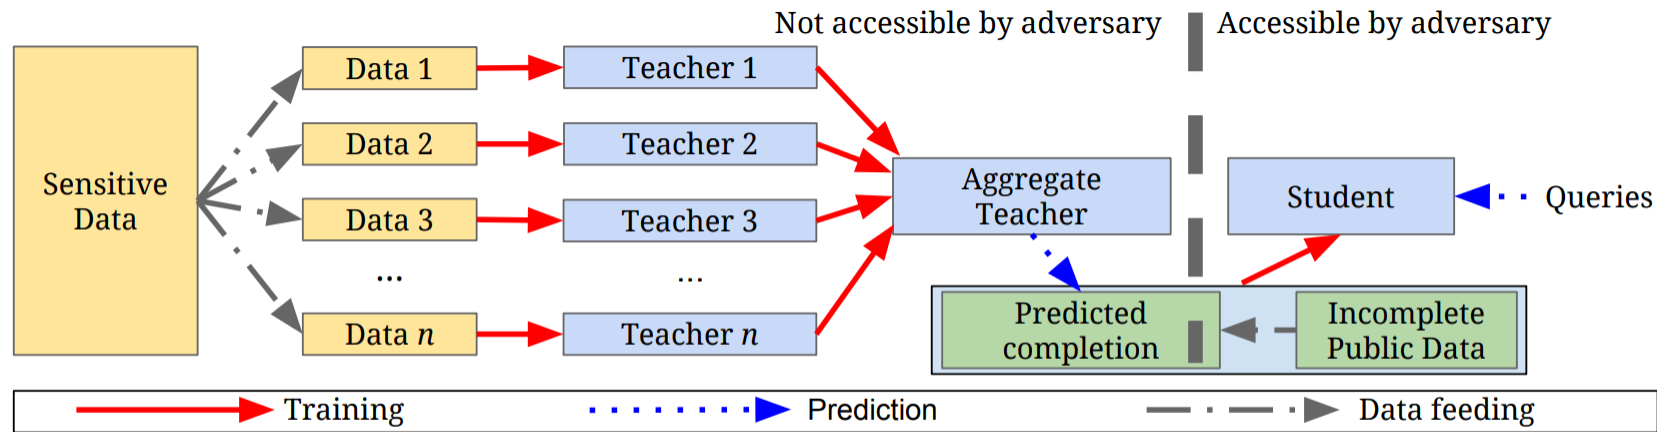 Not accessible by adversary
Accessible by adversary
Sensitive
Data
Data 1
Data 2
Data 3
...
Data n
Teacher 1
Teacher 2
Teacher 3
...
Teacher n
Aggregate
Teacher
Student
Queries
Predicted
completion
Incomplete
Public Data
Training
Prediction
Data feeding